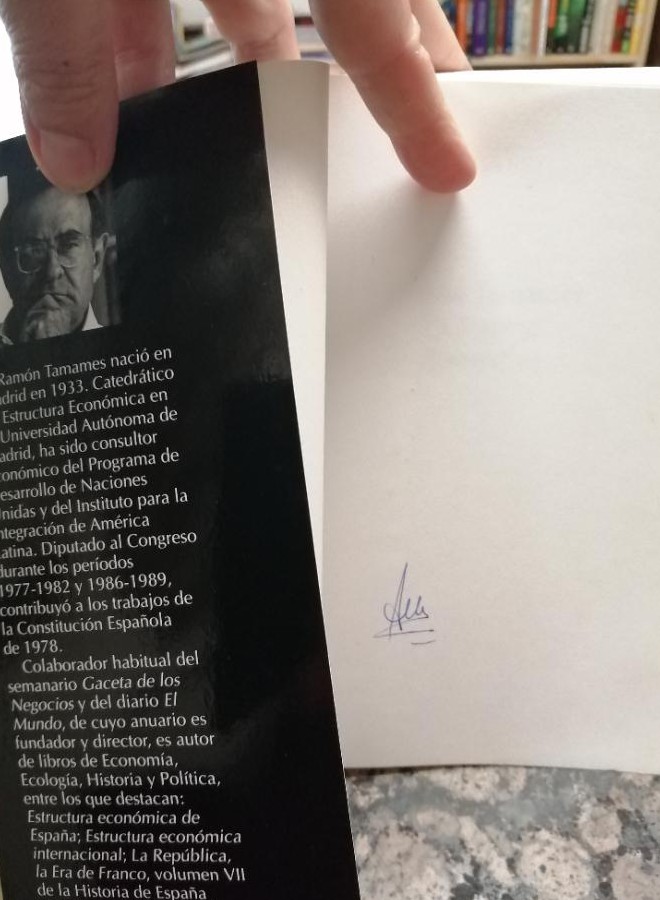 Ramón Tamames nació en
adrid en 1933. Catedrático
Estructura Económica en
Universidad Autónoma de
adrid, ha sido consultor
onómico del Programa de
esarrollo de Naciones
nidas y del Instituto para la
ntegración de América
atina. Diputado al Congreso
durante los períodos
1977-1982 y 1986-1989,
contribuyó a los trabajos de
la Constitución Española
de 1978.
Colaborador habitual del
semanario Gaceta de los
Negocios y del diario El
Mundo, de cuyo anuario es
fundador y director, es autor
de libros de Economía,
Ecología, Historia y Política,
entre los que destacan:
Estructura económica de
España; Estructura económica
internacional; La República,
la Era de Franco, volumen VII
de la Historia de España